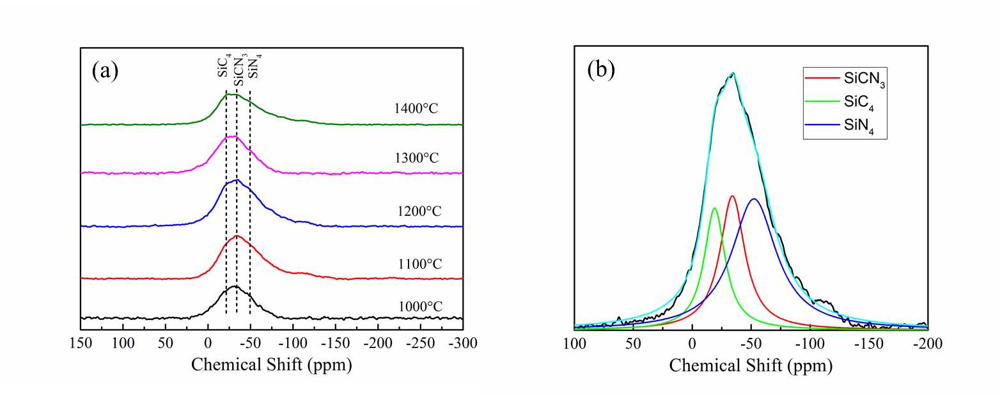 (a)
SiC₄
SiCN₃
SiN₄
1400°C
1300°C
1200°C
1100°C
1000°C
150 100 50 0 -50 -100 -150 -200 -250 -300
Chemical Shift (ppm)
(b)
SiCN₃
SiC₄
SiN₄
100 50 0 -50 -100 -150 -200
Chemical Shift (ppm)